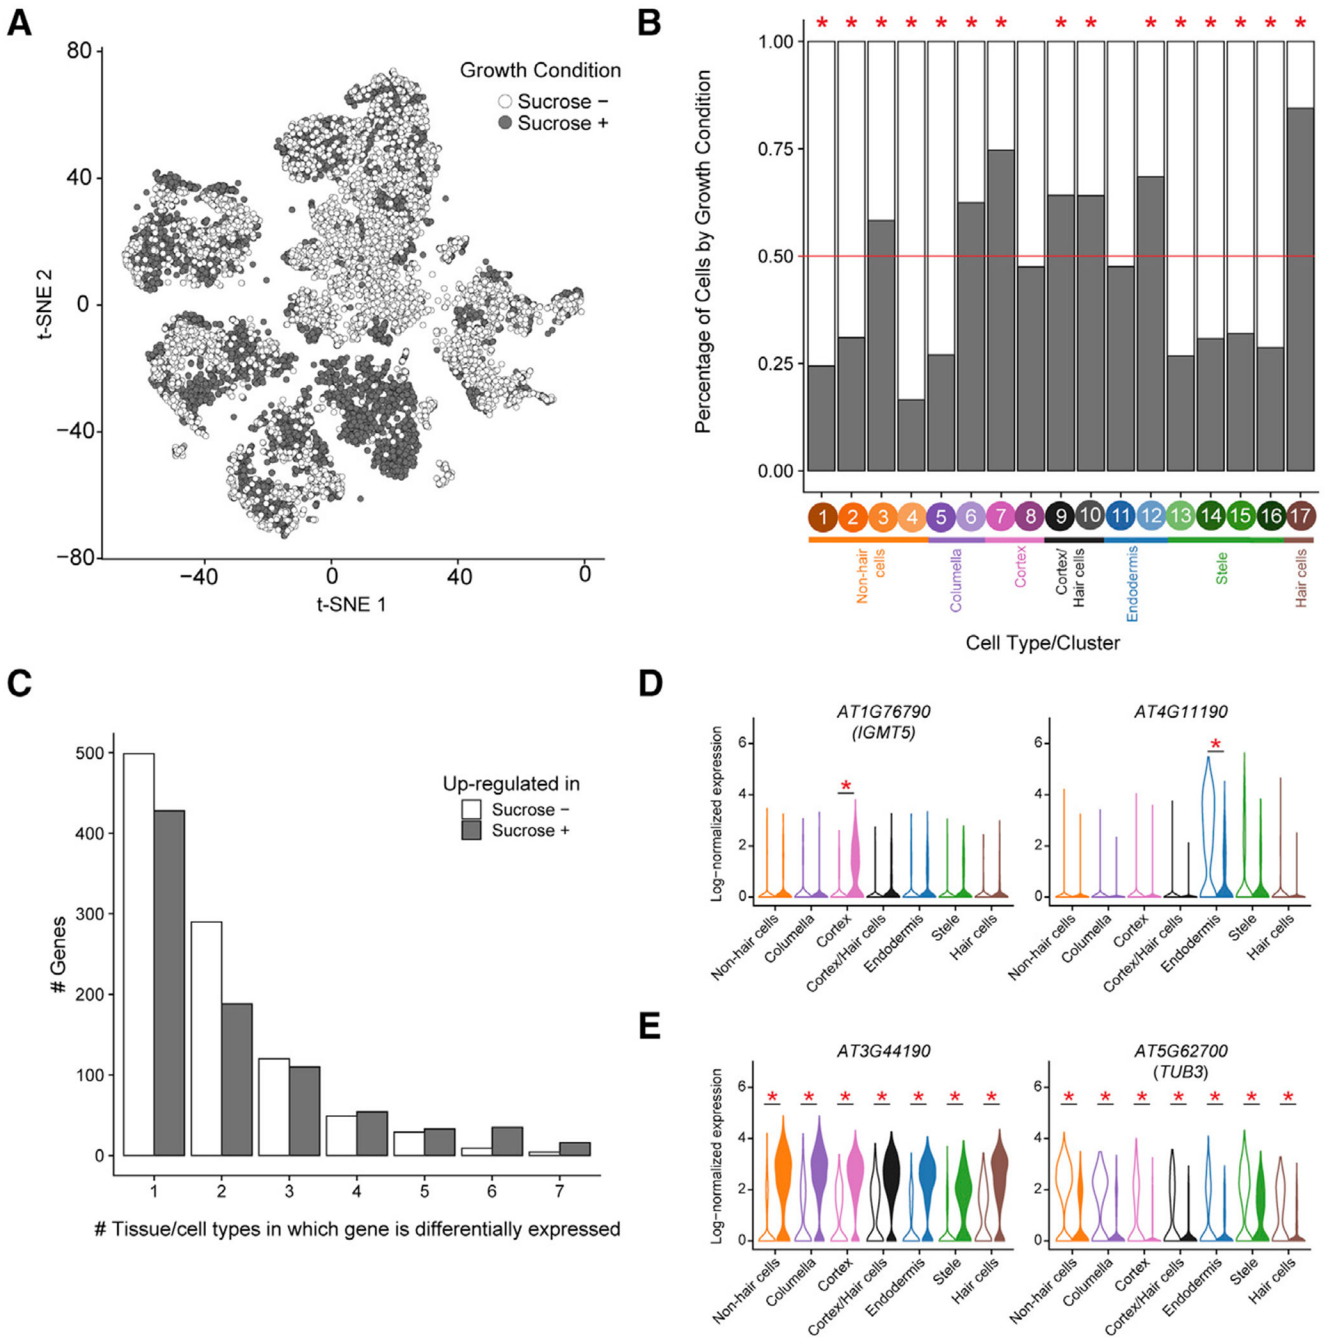 A
80
40
0
−40
−80
t-SNE 2
−40
0
40
0
t-SNE 1
Growth Condition
Sucrose −
Sucrose +
B
* * * * * * * * * * * * * * *
1.00
0.75
0.50
0.25
0.00
Percentage of Cells by Growth Condition
1 2 3 4 5 6 7 8 9 10 11 12 13 14 15 16 17
Non-hair
cells
Columella
Cortex
Cortex/
Hair cells
Endodermis
Stele
Hair cells
Cell Type/Cluster
C
500
400
300
200
100
0
# Genes
Up-regulated in
Sucrose −
Sucrose +
1 2 3 4 5 6 7
# Tissue/cell types in which gene is differentially expressed
D
AT1G76790
(IGMT5)
*
6
4
2
0
Log−normalized expression
Non-hair cells
Columella
Cortex
Cortex/Hair cells
Endodermis
Stele
Hair cells
AT4G11190
*
6
4
2
0
Non-hair cells
Columella
Cortex
Cortex/Hair cells
Endodermis
Stele
Hair cells
E
AT3G44190
* * * * * * *
6
4
2
0
Log−normalized expression
Non-hair cells
Columella
Cortex
Cortex/Hair cells
Endodermis
Stele
Hair cells
AT5G62700
(TUB3)
* * * * * * *
6
4
2
0
Non-hair cells
Columella
Cortex
Cortex/Hair cells
Endodermis
Stele
Hair cells